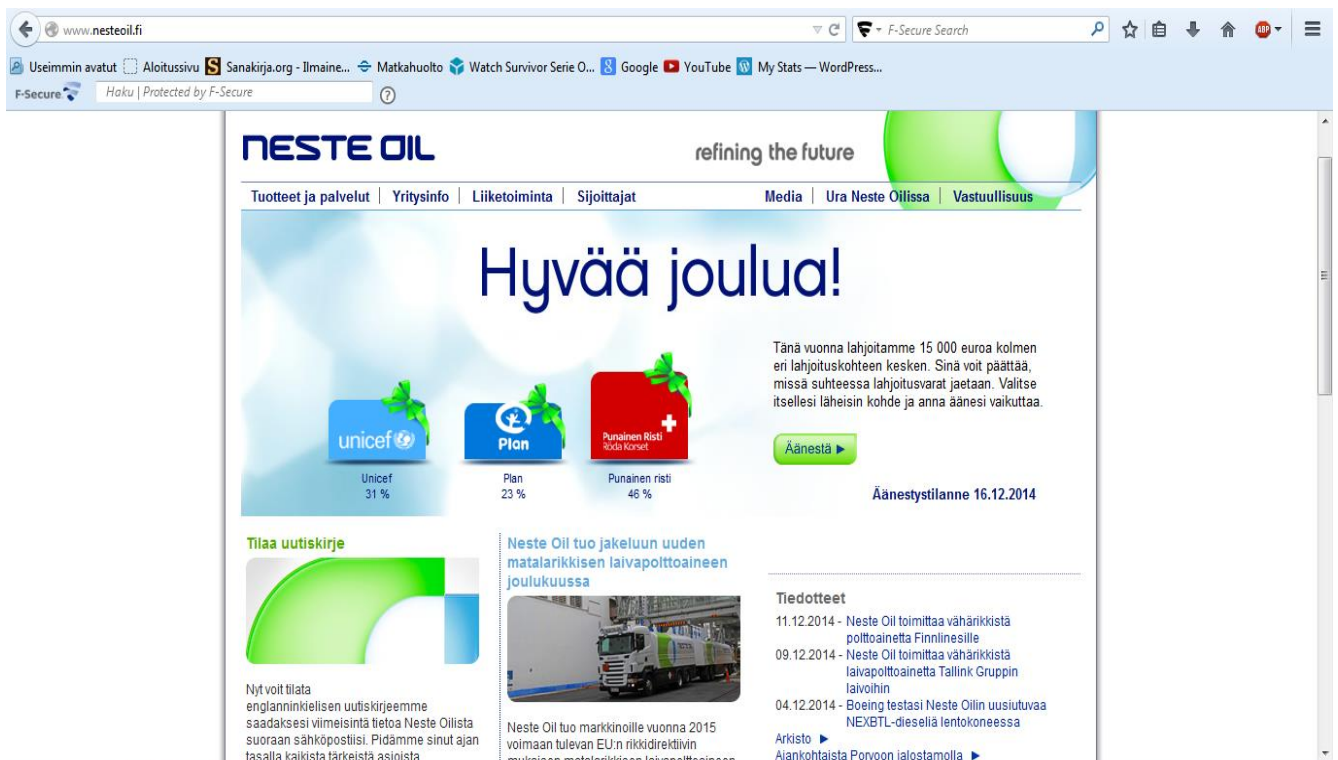 www.nesteoil.fi
F-Secure Search
ABP
Useimmin avatut Aloitussivu Sanakirja.org - Ilmaine... Matkahuolto Watch Survivor Serie O... Google YouTube My Stats — WordPress...
F-Secure Haku | Protected by F-Secure
NESTE OIL
refining the future
Tuotteet ja palvelut | Yritysinfo | Liiketoiminta | Sijoittajat Media | Ura Neste Oilissa | Vastuullisuus
Hyvää joulua!
Tänä vuonna lahjoitamme 15 000 euroa kolmen
eri lahjoituskohteen kesken. Sinä voit päättää,
missä suhteessa lahjoitusvarat jaetaan. Valitse
itsellesi läheisin kohde ja anna äänesi vaikuttaa.
Äänestä ►
Äänestystilanne 16.12.2014
unicef
Unicef
31 %
Plan
Plan
23 %
Punainen Risti
Röda Korset
Punainen risti
46 %
Tilaa uutiskirje
Nyt voit tilata
englanninkielisen uutiskirjeemme
saadaksesi viimeisintä tietoa Neste Oilista
suoraan sähköpostiisi. Pidämme sinut ajan
tasalla kaikista tärkeistä asioista
Neste Oil tuo jakeluun uuden
matalarikkisen laivapolttoaineen
joulukuussa
Neste Oil tuo markkinoille vuonna 2015
voimaan tulevan EU:n rikkidirektiivin
mukaisen matalarikkisen laivapolttoaineen
Tiedotteet
11.12.2014 - Neste Oil toimittaa vähärikkistä
polttoainetta Finnlinesille
09.12.2014 - Neste Oil toimittaa vähärikkistä
laivapolttoainetta Tallink Gruppin
laivoihin
04.12.2014 - Boeing testasi Neste Oilin uusiutuvaa
NEXBTL-dieseliä lentokoneessa
Arkisto ►
Ajankohtaista Porvoon jalostamolla ►